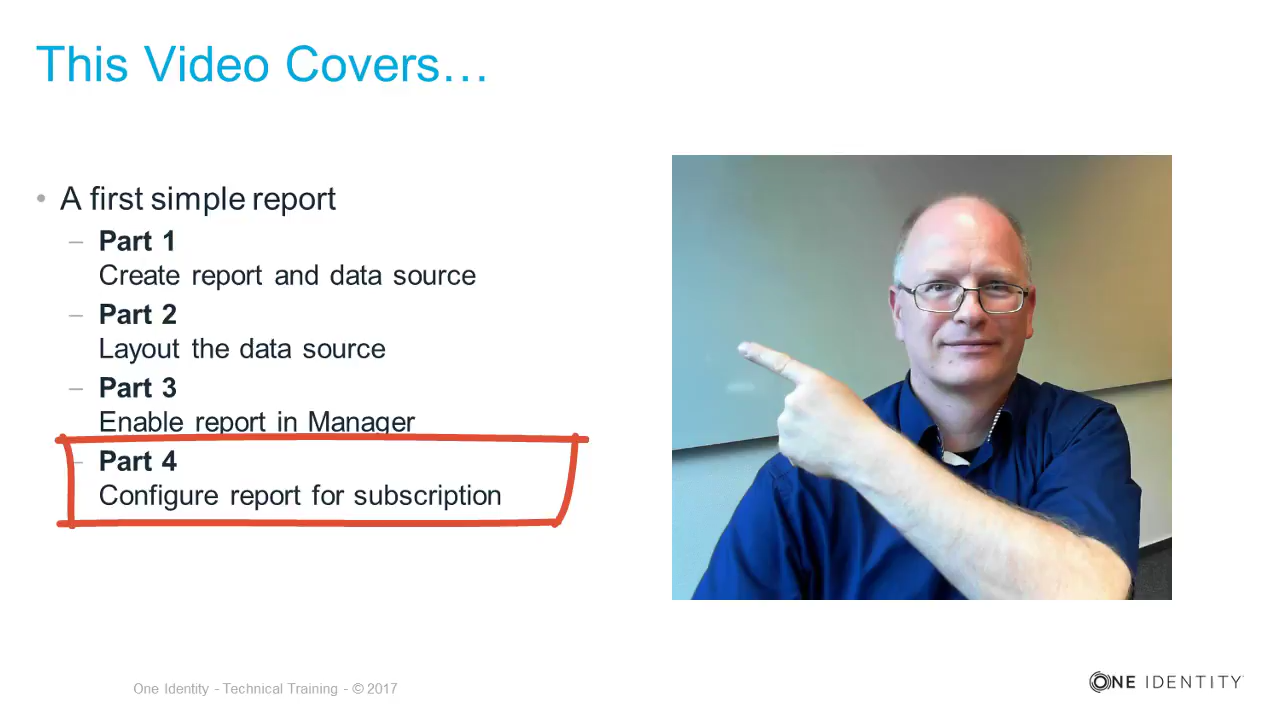 This Video Covers…
• A first simple report
– Part 1
Create report and data source
– Part 2
Layout the data source
– Part 3
Enable report in Manager
– Part 4
Configure report for subscription
One Identity - Technical Training - © 2017
ONE IDENTITY